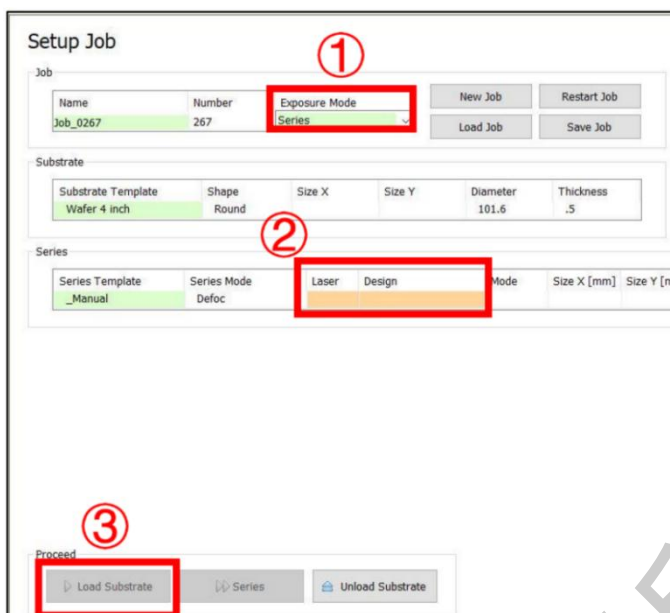 Setup Job
①
Job
Name Number Exposure Mode New Job Restart Job
Job_0267 267 Series Load Job Save Job
Substrate
Substrate Template Shape Size X Size Y Diameter Thickness
Wafer 4 inch Round 101.6 .5
②
Series
Series Template Series Mode Laser Design Mode Size X [mm] Size Y
_Manual Defoc
③
Proceed
Load Substrate Series Unload Substrate